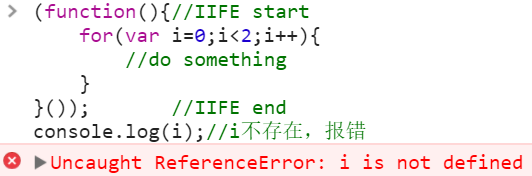 (function(){//IIFE start
for(var i=0;i<2;i++){
//do something
}
}()); //IIFE end
console.log(i);//i不存在，报错
Uncaught ReferenceError: i is not defined